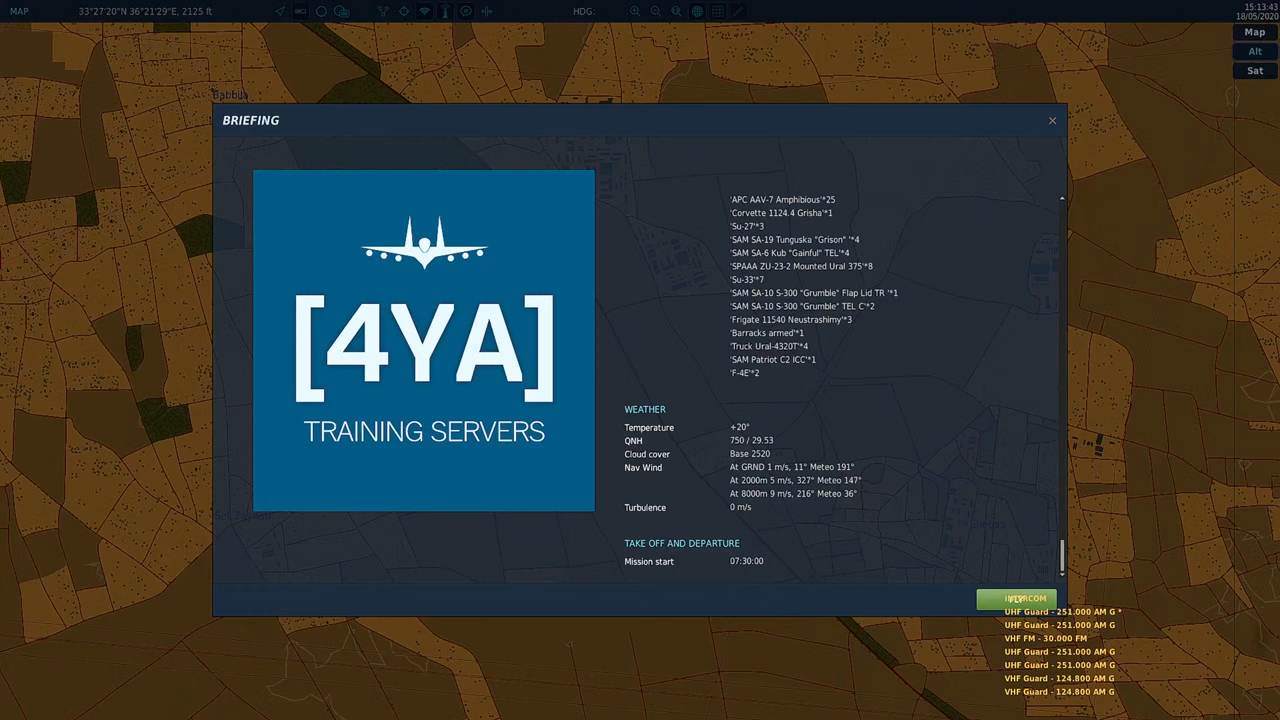 MAP
33°27'20"N 36°21'29"E, 2125 ft
HDG:
15:13:43
18/05/2020
Map
Alt
Sat
Babbila
BRIEFING
[4YA]
TRAINING SERVERS
'APC AAV-7 Amphibious'*25
'Corvette 1124.4 Grisha'*1
'Su-27'*3
'SAM SA-19 Tunguska "Grison" '*4
'SAM SA-6 Kub "Gainful" TEL'*4
'SPAAA ZU-23-2 Mounted Ural 375'*8
'Su-33'*7
'SAM SA-10 S-300 "Grumble" Flap Lid TR '*1
'SAM SA-10 S-300 "Grumble" TEL C'*2
'Frigate 11540 Neustrashimy'*3
'Barracks armed'*1
'Truck Ural-4320T'*4
'SAM Patriot C2 ICC'*1
'F-4E'*2
WEATHER
Temperature +20°
QNH 750 / 29.53
Cloud cover Base 2520
Nav Wind At GRND 1 m/s, 11° Meteo 191°
At 2000m 5 m/s, 327° Meteo 147°
At 8000m 9 m/s, 216° Meteo 36°
Turbulence 0 m/s
TAKE OFF AND DEPARTURE
Mission start 07:30:00
FLY
INTERCOM
UHF Guard - 251.000 AM G *
UHF Guard - 251.000 AM G
VHF FM - 30.000 FM
UHF Guard - 251.000 AM G
UHF Guard - 251.000 AM G
VHF Guard - 124.800 AM G
VHF Guard - 124.800 AM G